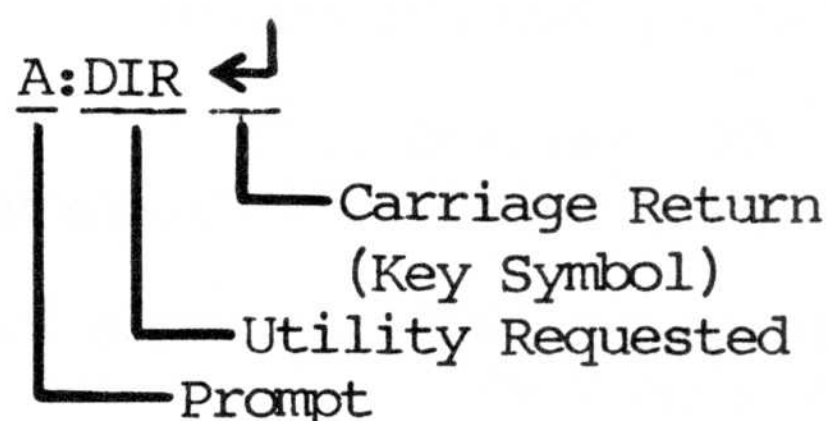 A:DIR ↵
Carriage Return
(Key Symbol)
Utility Requested
Prompt